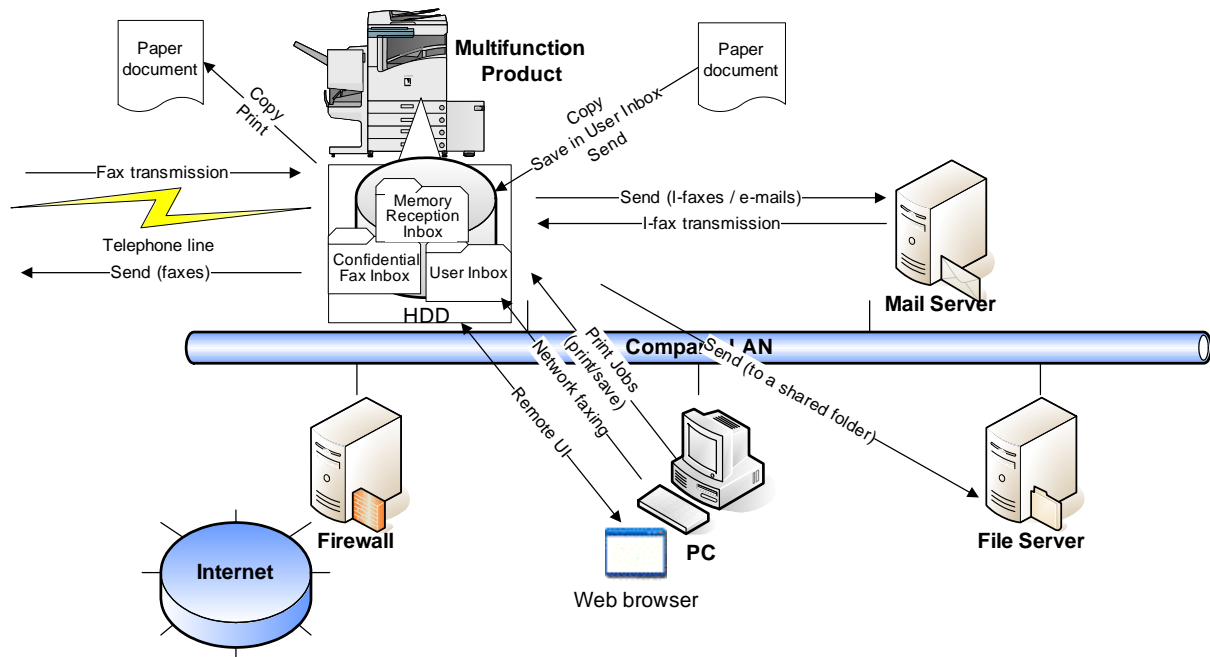 Paper
document
Multifunction
Product
Paper
document
Copy
Print
Copy
Save in User Inbox
Send
Fax transmission
Telephone line
Send (faxes)
Memory
Reception
Inbox
Confidential
Fax Inbox
User Inbox
HDD
Send (I-faxes / e-mails)
I-fax transmission
Mail Server
Company LAN
Print Jobs
(print/save)
Network faxing
Remote UI
Send (to a shared folder)
Firewall
Internet
PC
Web browser
File Server